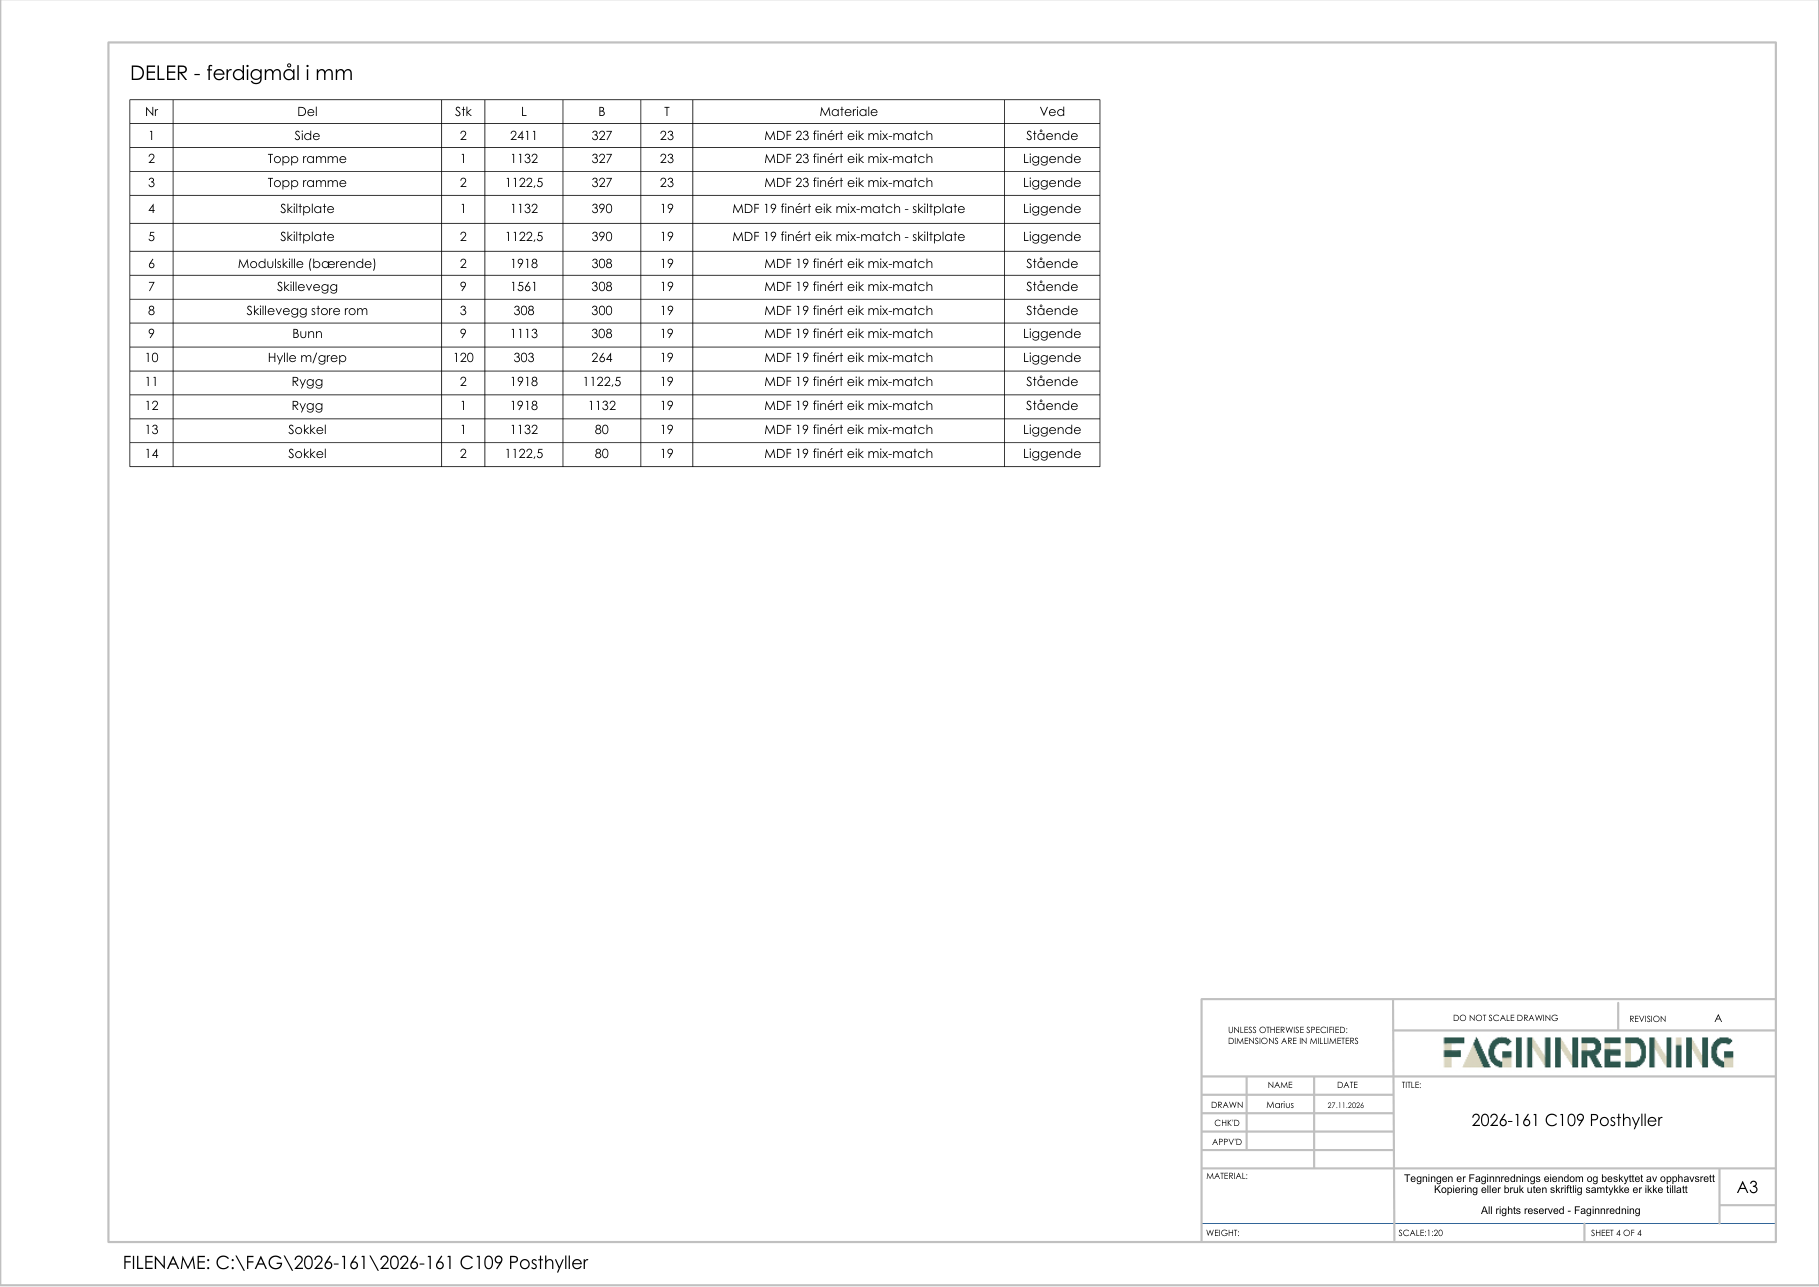 DELER - ferdigmål i mm
Nr Del Stk L B T Materiale Ved
1 Side 2 2411 327 23 MDF 23 finért eik mix-match Stående
2 Topp ramme 1 1132 327 23 MDF 23 finért eik mix-match Liggende
3 Topp ramme 2 1122,5 327 23 MDF 23 finért eik mix-match Liggende
4 Skiltplate 1 1132 390 19 MDF 19 finért eik mix-match - skiltplate Liggende
5 Skiltplate 2 1122,5 390 19 MDF 19 finért eik mix-match - skiltplate Liggende
6 Modulskille (bærende) 2 1918 308 19 MDF 19 finért eik mix-match Stående
7 Skillevegg 9 1561 308 19 MDF 19 finért eik mix-match Stående
8 Skillevegg store rom 3 308 300 19 MDF 19 finért eik mix-match Stående
9 Bunn 9 1113 308 19 MDF 19 finért eik mix-match Liggende
10 Hylle m/grep 120 303 264 19 MDF 19 finért eik mix-match Liggende
11 Rygg 2 1918 1122,5 19 MDF 19 finért eik mix-match Stående
12 Rygg 1 1918 1132 19 MDF 19 finért eik mix-match Stående
13 Sokkel 1 1132 80 19 MDF 19 finért eik mix-match Liggende
14 Sokkel 2 1122,5 80 19 MDF 19 finért eik mix-match Liggende
UNLESS OTHERWISE SPECIFIED:
DIMENSIONS ARE IN MILLIMETERS
DO NOT SCALE DRAWING
REVISION A
FAGINNREDNiNG
NAME DATE
DRAWN Marius 27.11.2026
CHK'D
APPV'D
TITLE:
2026-161 C109 Posthyller
MATERIAL:
Tegningen er Faginnrednings eiendom og beskyttet av opphavsrett
Kopiering eller bruk uten skriftlig samtykke er ikke tillatt
All rights reserved - Faginnredning
A3
WEIGHT:
SCALE:1:20
SHEET 4 OF 4
FILENAME: C:\FAG\2026-161\2026-161 C109 Posthyller